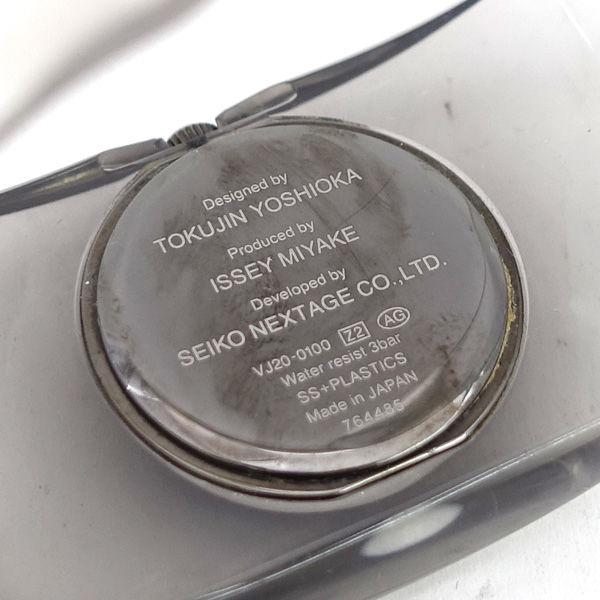 Designed by
TOKUJIN YOSHIOKA
Produced by
ISSEY MIYAKE
Developed by
SEIKO NEXTAGE CO.,LTD.
VJ20-0100 Z2 AG
Water resist 3bar
SS+PLASTICS
Made in JAPAN
764485